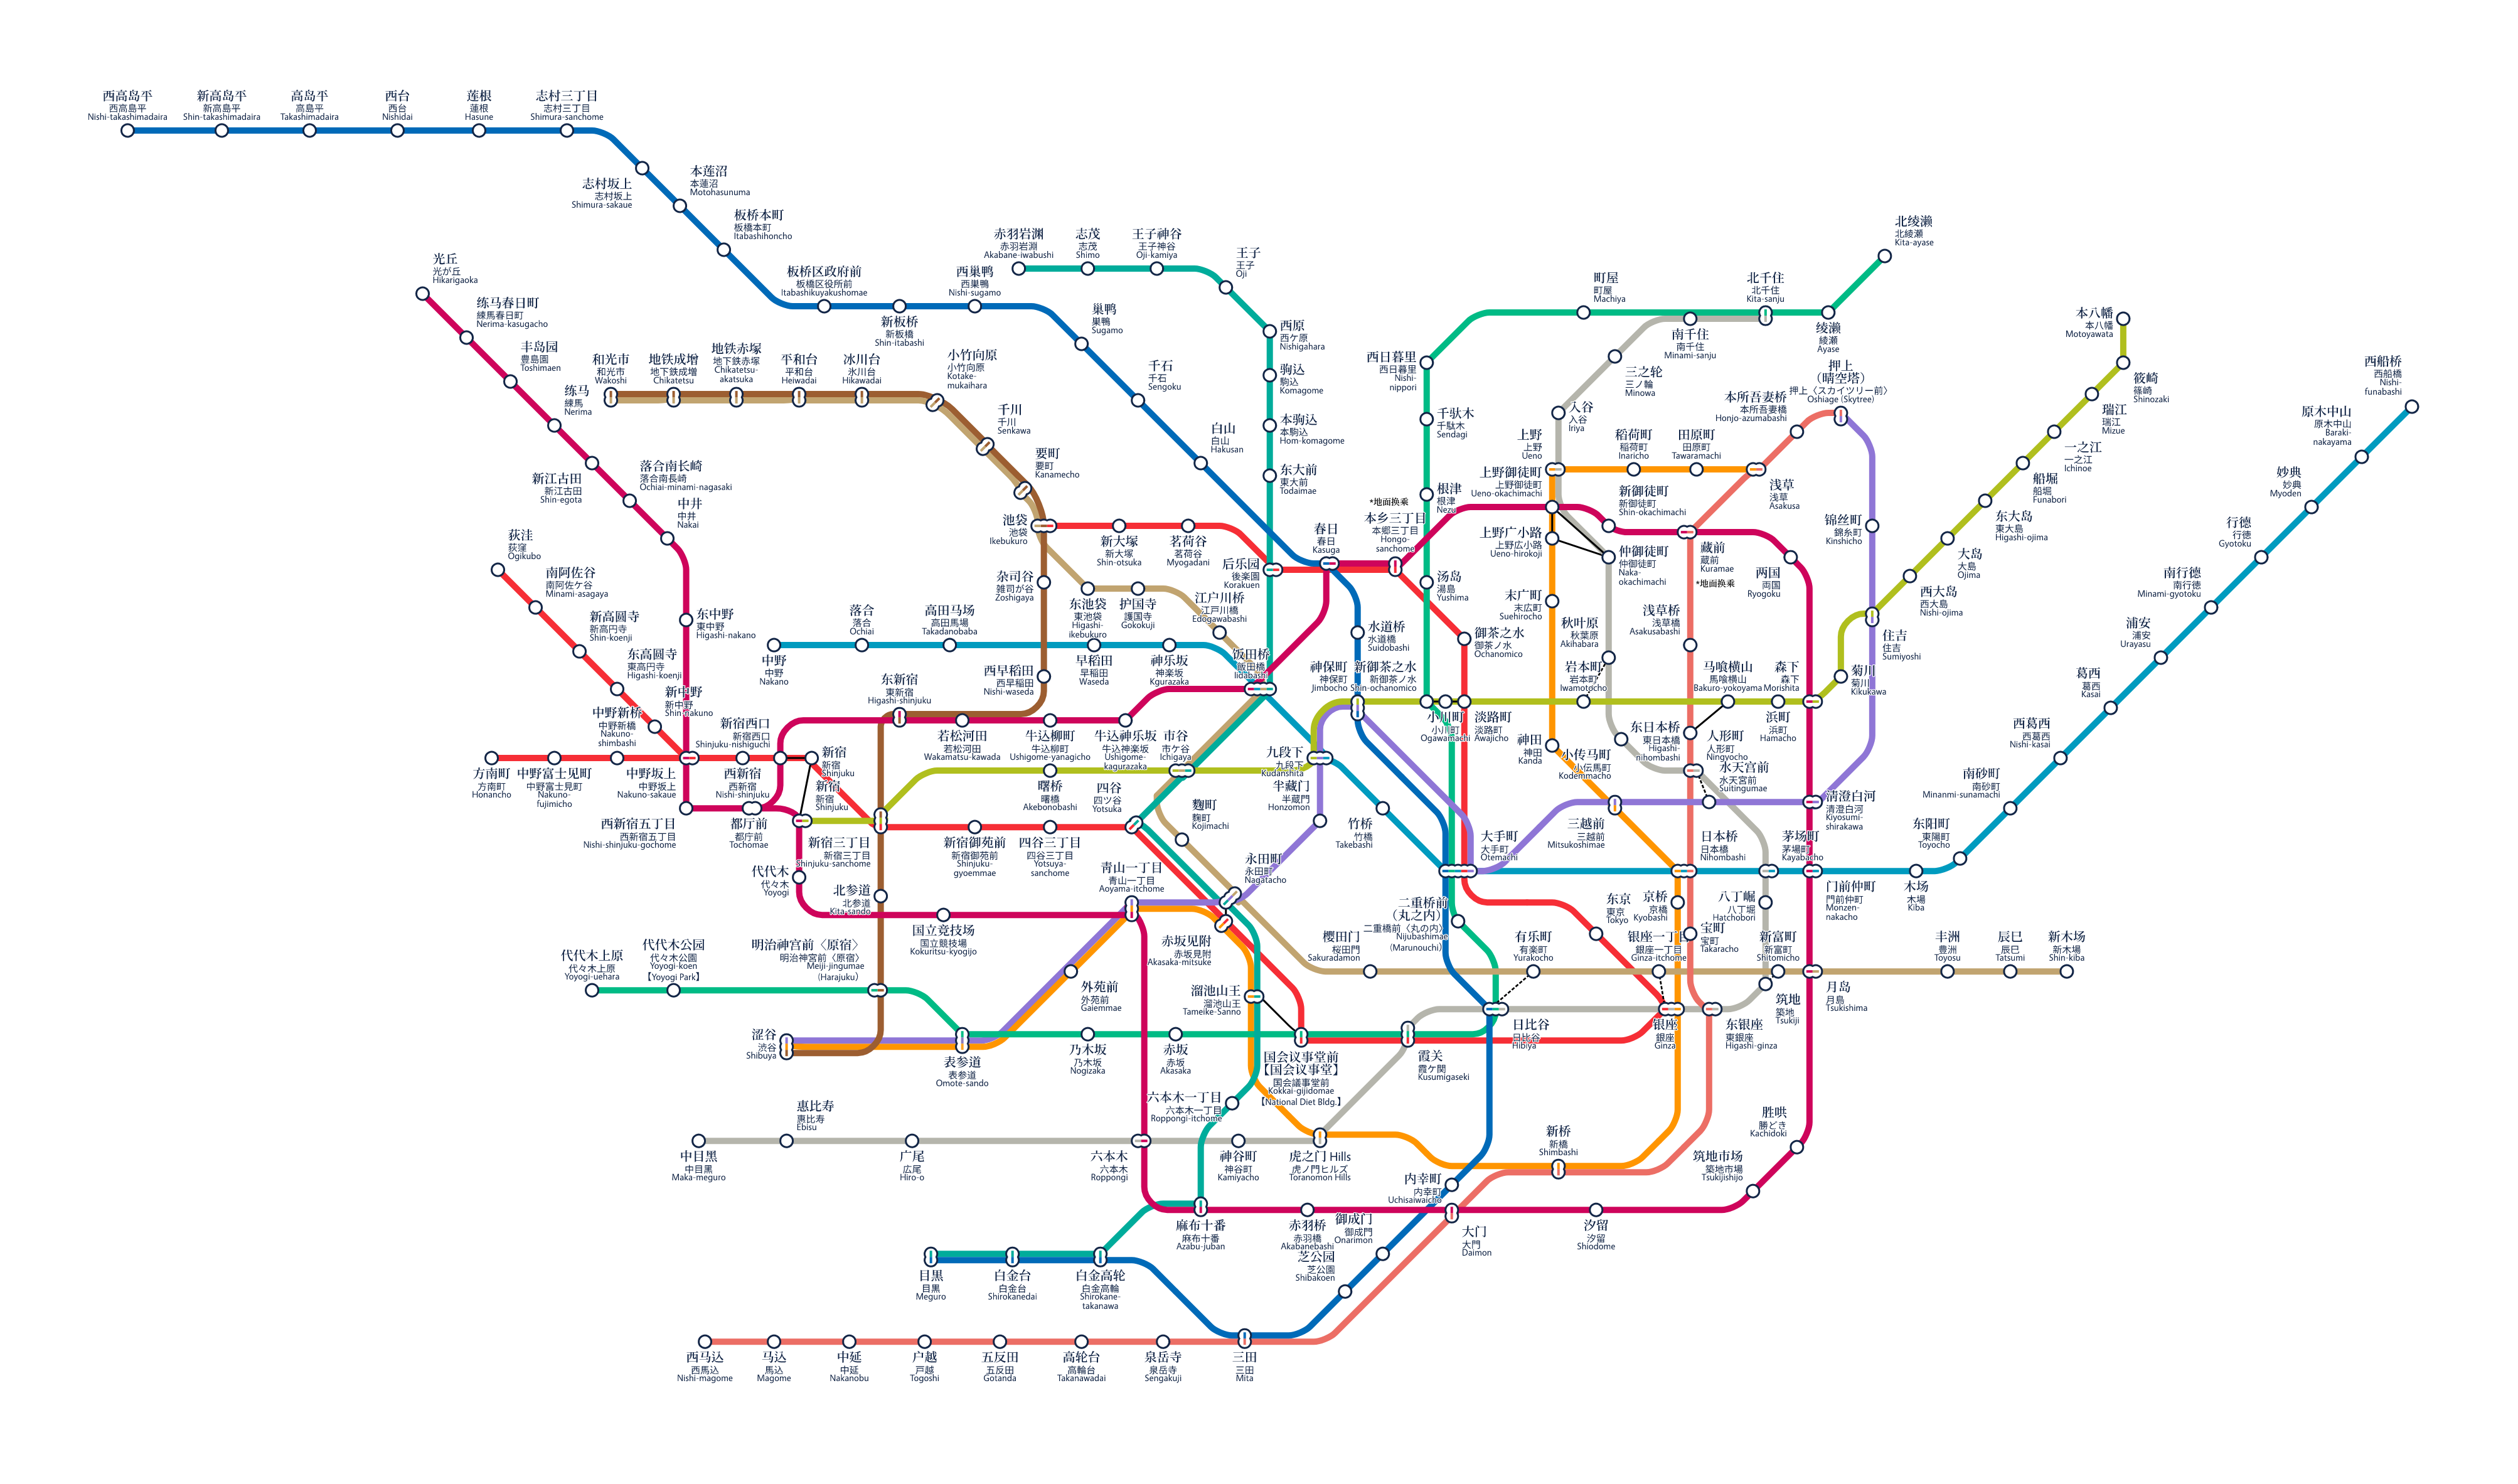 西高岛平
西高島平
Nishi-takashimadaira
新高岛平
新高島平
Shin-takashimadaira
高岛平
高島平
Takashimadaira
西台
西台
Nishidai
莲根
蓮根
Hasune
志村三丁目
志村三丁目
Shimura-sanchome
志村坂上
志村坂上
Shimura-sakaue
本莲沼
本蓮沼
Motohasunuma
板桥本町
板橋本町
Itabashihoncho
板桥区政府前
板橋区役所前
Itabashikuyakushomae
新板桥
新板橋
Shin-itabashi
西巢鸭
西巣鴨
Nishi-sugamo
巢鸭
巣鴨
Sugamo
千石
千石
Sengoku
白山
白山
Hakusan
赤羽岩渊
赤羽岩淵
Akabane-iwabushi
志茂
志茂
Shimo
王子神谷
王子神谷
Oji-kamiya
王子
王子
Oji
西原
西ケ原
Nishigahara
驹込
駒込
Komagome
本驹込
本駒込
Hom-komagome
东大前
東大前
Todaimae
光丘
光が丘
Hikarigaoka
练马春日町
練馬春日町
Nerima-kasugacho
丰岛园
豊島園
Toshimaen
练马
練馬
Nerima
新江古田
新江古田
Shin-egota
落合南长崎
落合南長崎
Ochiai-minami-nagasaki
中井
中井
Nakai
东中野
東中野
Higashi-nakano
和光市
和光市
Wakoshi
地铁成增
地下鉄成増
Chikatetsu
地铁赤塚
地下鉄赤塚
Chikatetsu-
akatsuka
平和台
平和台
Heiwadai
冰川台
氷川台
Hikawadai
小竹向原
小竹向原
Kotake-
mukaihara
千川
千川
Senkawa
要町
要町
Kanamecho
池袋
池袋
Ikebukuro
新大塚
新大塚
Shin-otsuka
茗荷谷
茗荷谷
Myogadani
后乐园
後楽園
Korakuen
春日
春日
Kasuga
*地面换乘
本乡三丁目
本郷三丁目
Hongo-
sanchome
杂司谷
雑司が谷
Zoshigaya
东池袋
東池袋
Higashi-
ikebukuro
护国寺
護国寺
Gokokuji
江户川桥
江戸川橋
Edogawabashi
荻洼
荻窪
Ogikubo
南阿佐谷
南阿佐ケ谷
Minami-asagaya
新高圆寺
新高円寺
Shin-koenji
东高圆寺
東高円寺
Higashi-koenji
新中野
新中野
Shin-nakuno
中野新桥
中野新橋
Nakuno-
shimbashi
方南町
方南町
Honancho
中野富士见町
中野富士見町
Nakuno-
fujimicho
中野坂上
中野坂上
Nakuno-sakaue
西新宿
西新宿
Nishi-shinjuku
新宿西口
新宿西口
Shinjuku-nishiguchi
新宿
新宿
Shinjuku
新宿
新宿
Shinjuku
西新宿五丁目
西新宿五丁目
Nishi-shinjuku-gochome
都厅前
都庁前
Tochomae
中野
中野
Nakano
落合
落合
Ochiai
高田马场
高田馬場
Takadanobaba
早稻田
早稲田
Waseda
神乐坂
神楽坂
Kgurazaka
饭田桥
飯田橋
Iidabashi
西早稻田
西早稲田
Nishi-waseda
东新宿
東新宿
Higashi-shinjuku
若松河田
若松河田
Wakamatsu-kawada
牛込柳町
牛込柳町
Ushigome-yanagicho
牛込神乐坂
牛込神楽坂
Ushigome-
kagurazaka
市谷
市ケ谷
Ichigaya
曙桥
曙橋
Akebonobashi
九段下
九段下
Kudanshita
新宿三丁目
新宿三丁目
Shinjuku-sanchome
新宿御苑前
新宿御苑前
Shinjuku-
gyoemmae
四谷三丁目
四谷三丁目
Yotsuya-
sanchome
四谷
四ツ谷
Yotsuka
麹町
麹町
Kojimachi
半藏门
半蔵門
Honzomon
永田町
永田町
Nagatacho
代代木
代々木
Yoyogi
北参道
北参道
Kita-sando
国立竞技场
国立競技場
Kokuritsu-kyogijo
青山一丁目
青山一丁目
Aoyama-itchome
赤坂见附
赤坂見附
Akasaka-mitsuke
外苑前
外苑前
Gaiemmae
代代木上原
代々木上原
Yoyogi-uehara
代代木公园
代々木公園
Yoyogi-koen
【Yoyogi Park】
明治神宫前〈原宿〉
明治神宮前〈原宿〉
Meiji-jingumae
(Harajuku)
涩谷
渋谷
Shibuya
表参道
表参道
Omote-sando
乃木坂
乃木坂
Nogizaka
赤坂
赤坂
Akasaka
溜池山王
溜池山王
Tameike-Sanno
国会议事堂前
【国会议事堂】
国会議事堂前
Kokkai-gijidomae
【National Diet Bldg.】
霞关
霞ケ関
Kusumigaseki
六本木一丁目
六本木一丁目
Roppongi-itchome
中目黑
中目黒
Maka-meguro
惠比寿
恵比寿
Ebisu
广尾
広尾
Hiro-o
六本木
六本木
Roppongi
神谷町
神谷町
Kamiyacho
虎之门 Hills
虎ノ門ヒルズ
Toranomon Hills
麻布十番
麻布十番
Azabu-juban
赤羽桥
赤羽橋
Akabanebashi
目黑
目黒
Meguro
白金台
白金台
Shirokanedai
白金高轮
白金高輪
Shirokane-
takanawa
西马込
西馬込
Nishi-magome
马込
馬込
Magome
中延
中延
Nakanobu
户越
戸越
Togoshi
五反田
五反田
Gotanda
高轮台
高輪台
Takanawadai
泉岳寺
泉岳寺
Sengakuji
三田
三田
Mita
芝公园
芝公園
Shibakoen
御成门
御成門
Onarimon
内幸町
内幸町
Uchisaiwaicho
大门
大門
Daimon
汐留
汐留
Shiodome
新桥
新橋
Shimbashi
筑地市场
築地市場
Tsukijishijo
胜哄
勝どき
Kachidoki
北绫濑
北綾瀬
Kita-ayase
绫濑
綾瀬
Ayase
北千住
北千住
Kita-sanju
町屋
町屋
Machiya
南千住
南千住
Minami-sanju
三之轮
三ノ輪
Minowa
入谷
入谷
Iriya
西日暮里
西日暮里
Nishi-
nippori
千驮木
千駄木
Sendagi
根津
根津
Nezu
汤岛
湯島
Yushima
上野
上野
Ueno
稻荷町
稲荷町
Inaricho
田原町
田原町
Tawaramachi
浅草
浅草
Asakusa
本所吾妻桥
本所吾妻橋
Honjo-azumabashi
押上
（晴空塔）
押上〈スカイツリー前〉
Oshiage (Skytree)
上野御徒町
上野御徒町
Ueno-okachimachi
新御徒町
新御徒町
Shin-okachimachi
上野广小路
上野広小路
Ueno-hirokoji
仲御徒町
仲御徒町
Naka-
okachimachi
藏前
蔵前
Kuramae
*地面换乘
两国
両国
Ryogoku
锦丝町
錦糸町
Kinshicho
末广町
末広町
Suehirocho
秋叶原
秋葉原
Akihabara
浅草桥
浅草橋
Asakusabashi
水道桥
水道橋
Suidobashi
御茶之水
御茶ノ水
Ochanomico
神保町
神保町
Jimbocho
新御茶之水
新御茶ノ水
Shin-ochanomico
小川町
小川町
Ogawamachi
淡路町
淡路町
Awajicho
岩本町
岩本町
Iwamotocho
马喰横山
馬喰横山
Bakuro-yokoyama
森下
森下
Morishita
浜町
浜町
Hamacho
菊川
菊川
Kikukawa
住吉
住吉
Sumiyoshi
西大岛
西大島
Nishi-ojima
大岛
大島
Ojima
东大岛
東大島
Higashi-ojima
船堀
船堀
Funabori
一之江
一之江
Ichinoe
瑞江
瑞江
Mizue
筱崎
篠崎
Shinozaki
本八幡
本八幡
Motoyawata
东日本桥
東日本橋
Higashi-
nihombashi
人形町
人形町
Ningyocho
水天宫前
水天宮前
Suitingumae
神田
神田
Kanda
小传马町
小伝馬町
Kodemmacho
三越前
三越前
Mitsukoshimae
清澄白河
清澄白河
Kiyosumi-
shirakawa
竹桥
竹橋
Takebashi
大手町
大手町
Otemachi
日本桥
日本橋
Nihombashi
茅场町
茅場町
Kayabacho
门前仲町
門前仲町
Monzen-
nakacho
木场
木場
Kiba
东阳町
東陽町
Toyocho
南砂町
南砂町
Minanmi-sunamachi
西葛西
西葛西
Nishi-kasai
葛西
葛西
Kasai
浦安
浦安
Urayasu
南行德
南行徳
Minami-gyotoku
行德
行徳
Gyotoku
妙典
妙典
Myoden
原木中山
原木中山
Baraki-
nakayama
西船桥
西船橋
Nishi-
funabashi
二重桥前
（丸之内）
二重橋前〈丸の内〉
Nijubashimae
(Marunouchi)
东京
東京
Tokyo
京桥
京橋
Kyobashi
八丁崛
八丁堀
Hatchobori
宝町
宝町
Takaracho
樱田门
桜田門
Sakuradamon
有乐町
有楽町
Yurakocho
银座一丁目
銀座一丁目
Ginza-itchome
新富町
新富町
Shitomicho
月岛
月島
Tsukishima
丰洲
豊洲
Toyosu
辰巳
辰巳
Tatsumi
新木场
新木場
Shin-kiba
日比谷
日比谷
Hibiya
银座
銀座
Ginza
东银座
東銀座
Higashi-ginza
筑地
築地
Tsukiji